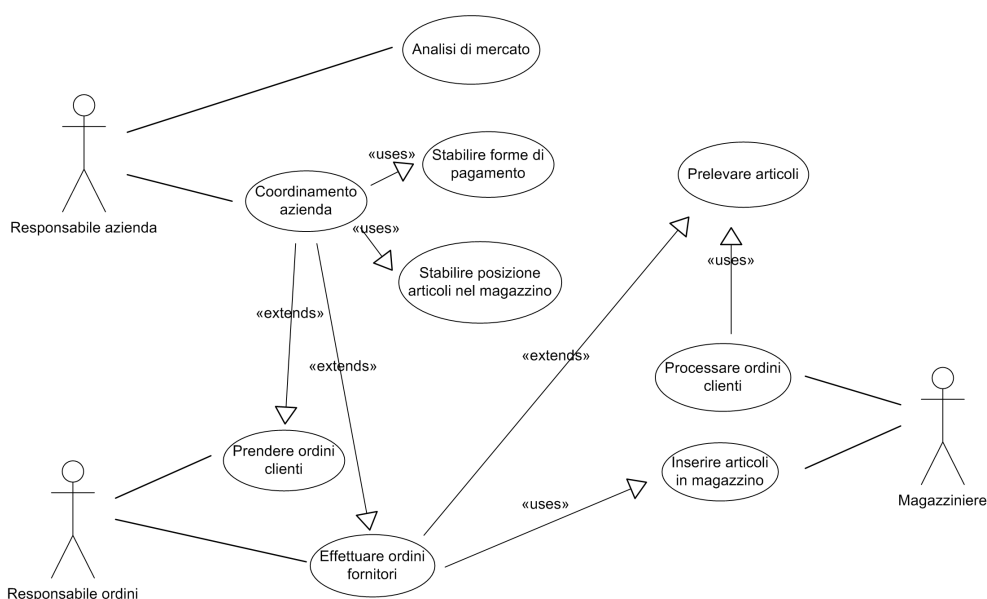 Analisi di mercato
«uses»
Stabilire forme di
pagamento
Prelevare articoli
Coordinamento
azienda
Responsabile azienda
«uses»
«uses»
Stabilire posizione
articoli nel magazzino
«extends»
«extends»
«extends»
Processare ordini
clienti
Prendere ordini
clienti
Inserire articoli
in magazzino
Magazziniere
«uses»
Effettuare ordini
fornitori
Responsabile ordini